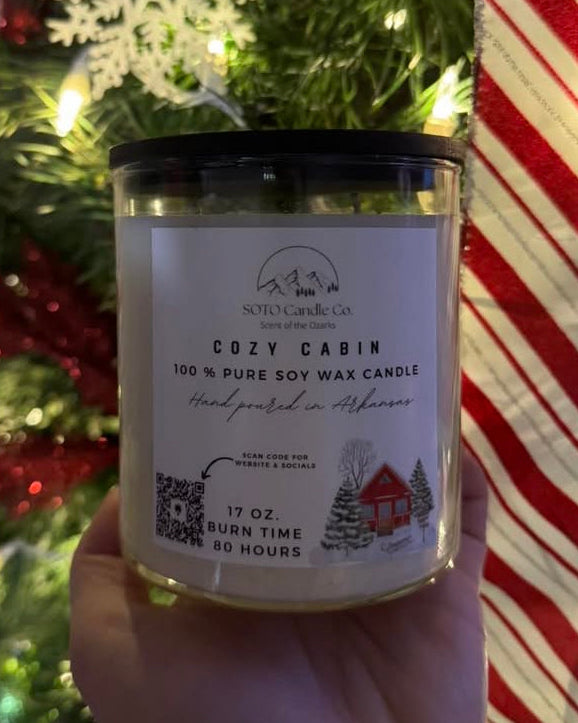 SOTO Candle Co.
Scent of the Ozarks
COZY CABIN
100 % PURE SOY WAX CANDLE
Hand poured in Arkansas
SCAN CODE FOR
WEBSITE & SOCIALS
17 OZ.
BURN TIME
80 HOURS